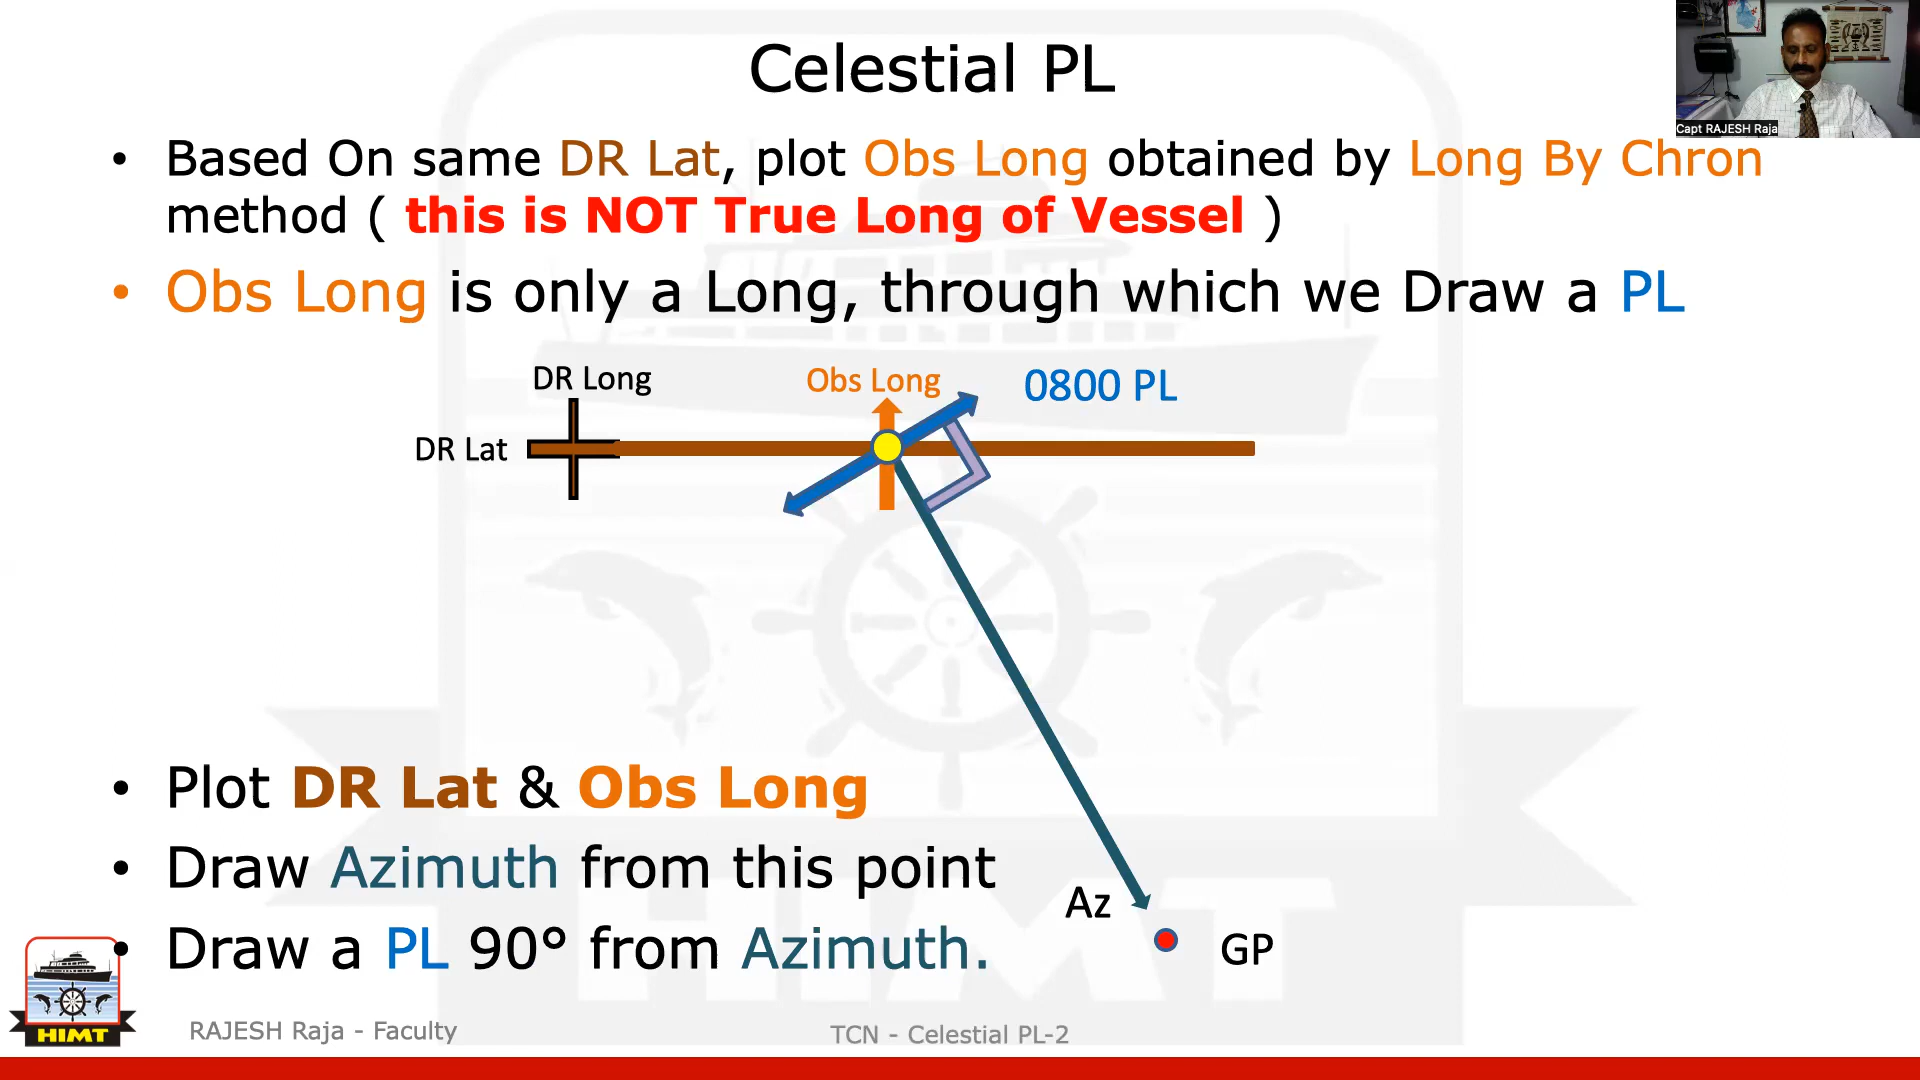 Celestial PL
Capt RAJESH Raja
• Based On same DR Lat, plot Obs Long obtained by Long By Chron
method ( this is NOT True Long of Vessel )
• Obs Long is only a Long, through which we Draw a PL
DR Long
Obs Long
0800 PL
DR Lat
• Plot DR Lat & Obs Long
• Draw Azimuth from this point
Az
• Draw a PL 90° from Azimuth.
GP
HIMT
HIMT
RAJESH Raja - Faculty
TCN - Celestial PL-2